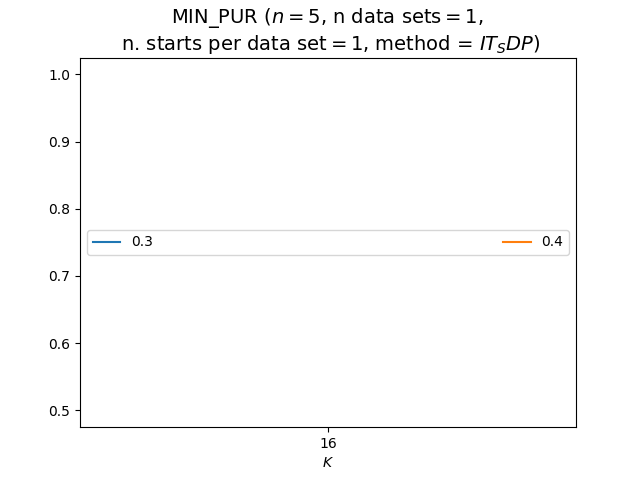 MIN_PUR (n = 5, n data sets = 1,
n. starts per data set = 1, method = IT_SDP)
1.0
0.9
0.8
0.3 0.4
0.7
0.6
0.5
16
K